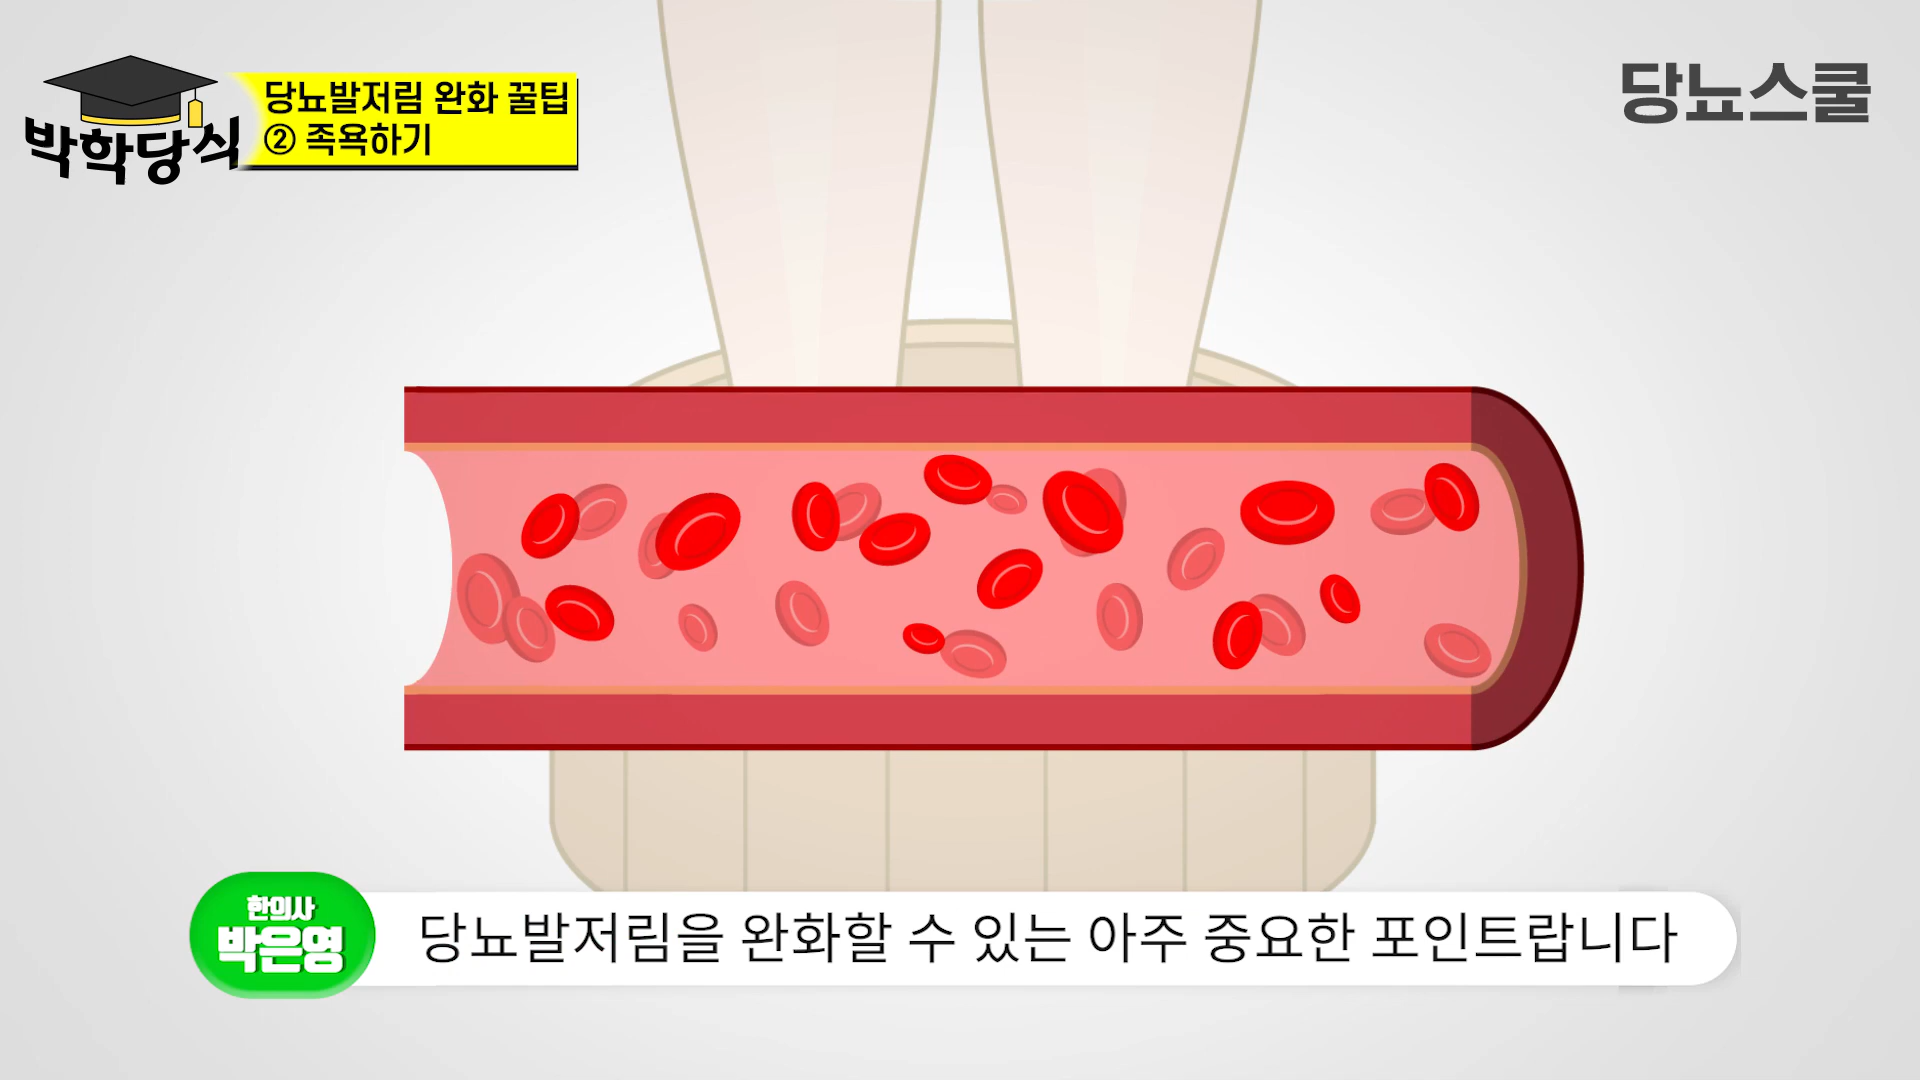 박학당식
당뇨발저림 완화 꿀팁
② 족욕하기
당뇨스쿨
한의사
박은영
당뇨발저림을 완화할 수 있는 아주 중요한 포인트랍니다